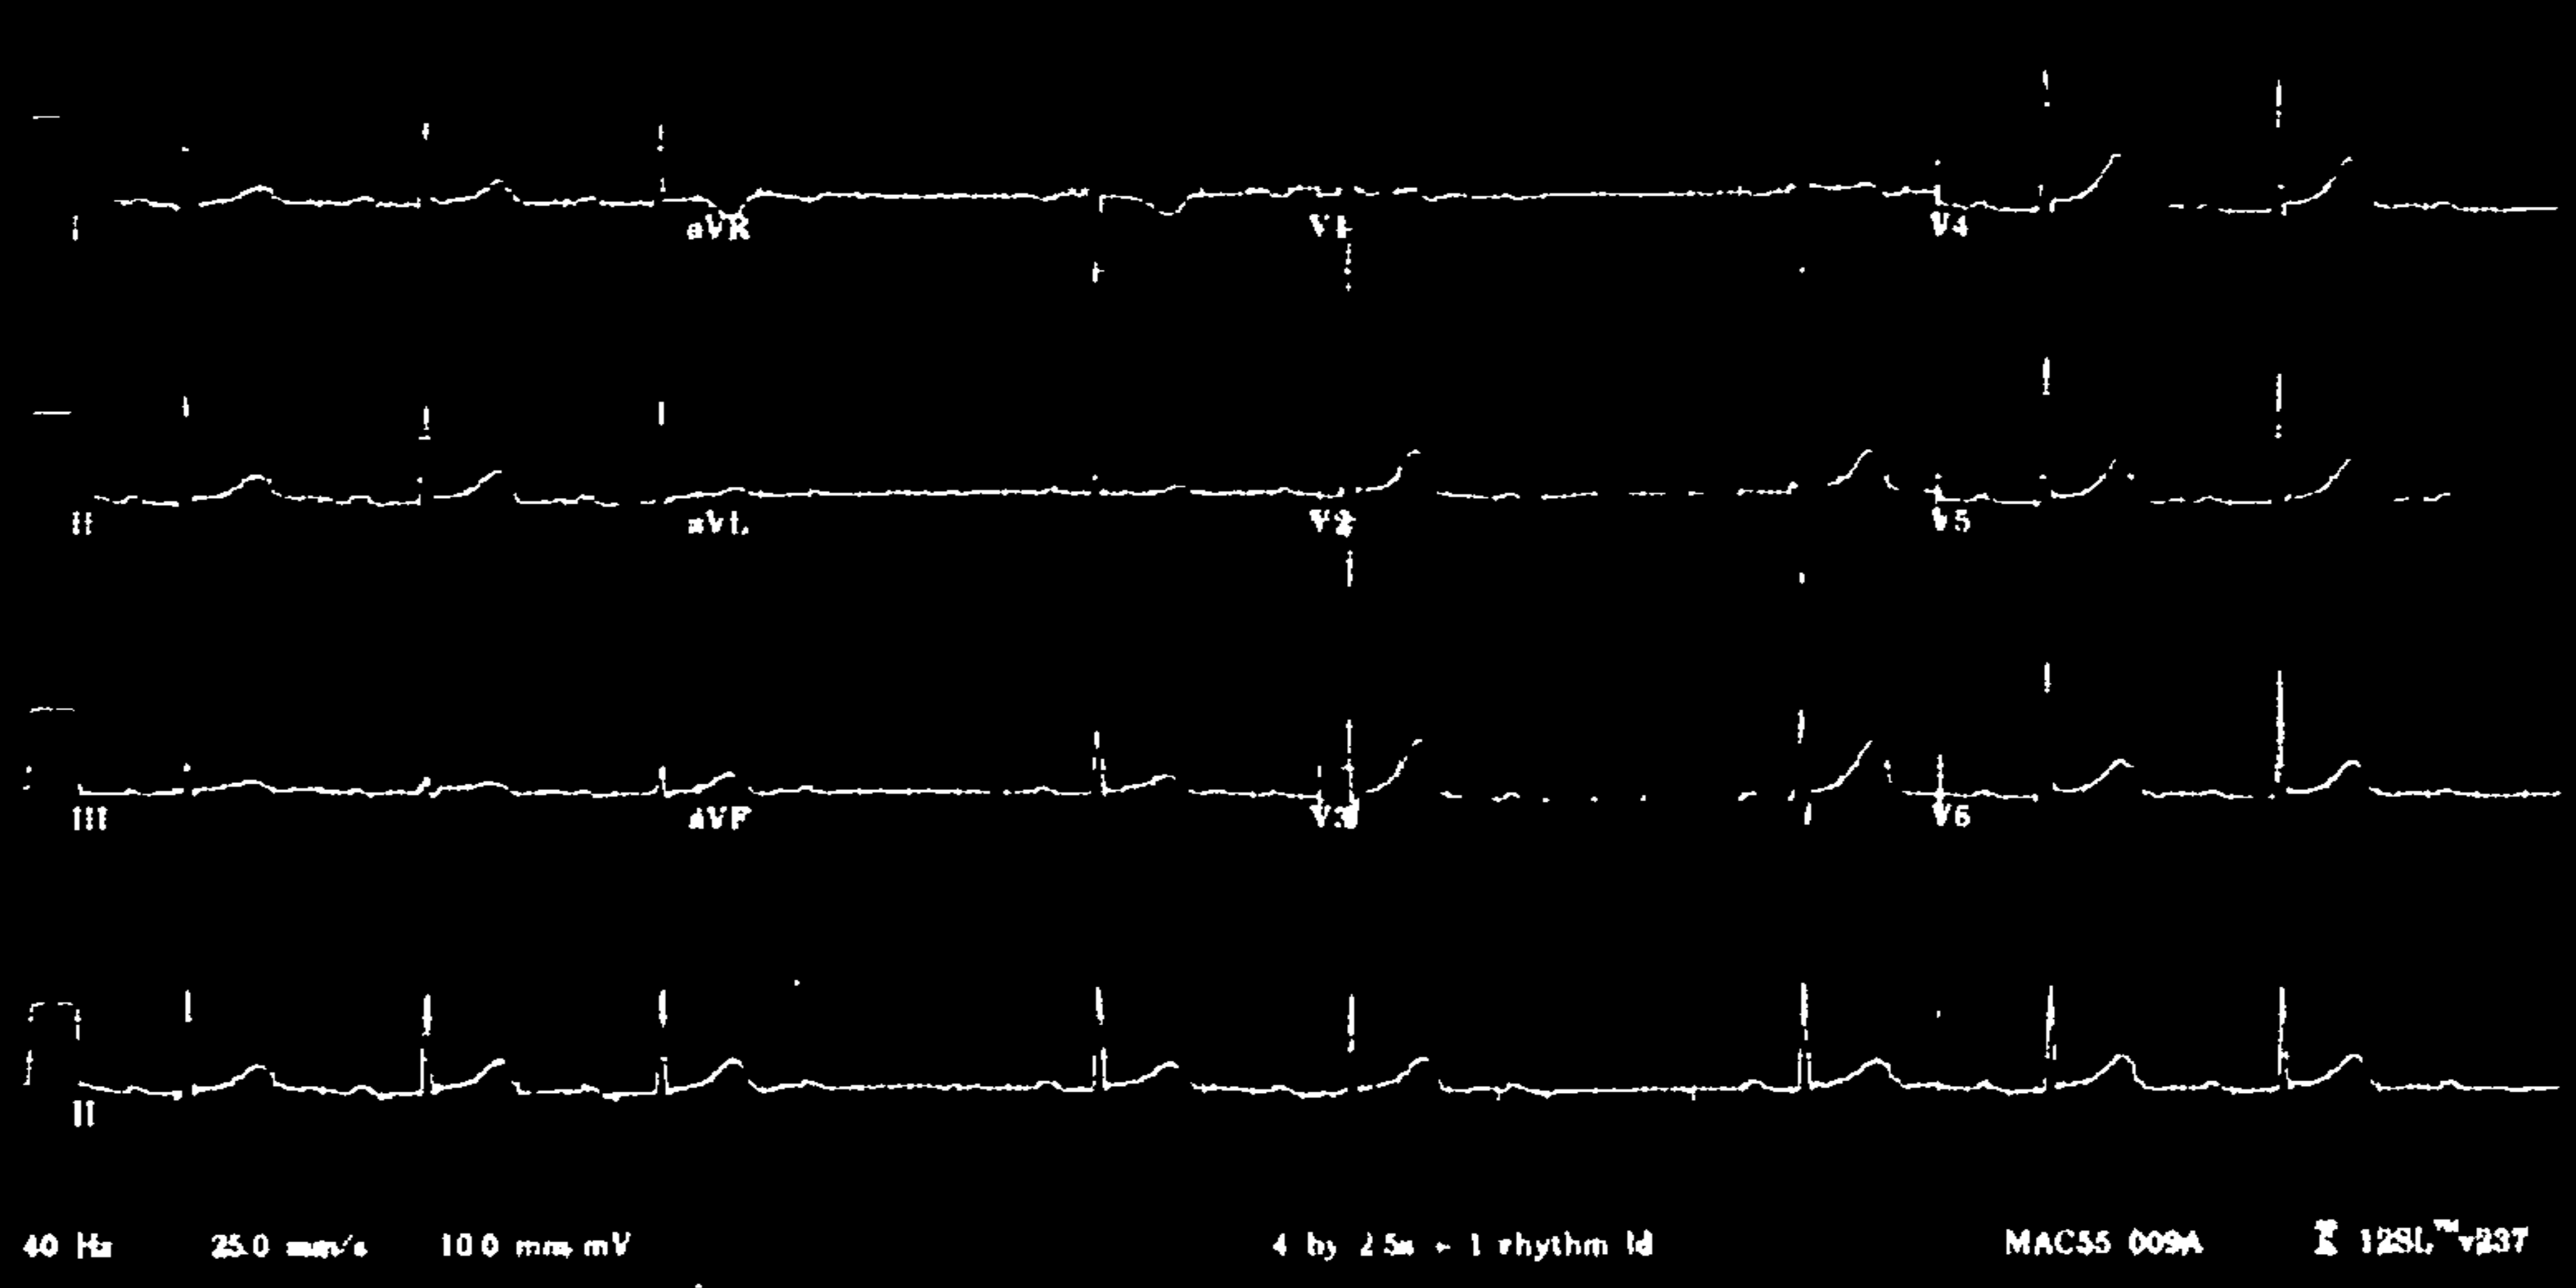 I aVR V1 V4
II aVL V2 V5
III aVF V3 V6
II
40 Hz 25.0 mm/s 10.0 mm/mV 4 by 2.5s + 1 rhythm ld MAC55 009A 12SL™ v237